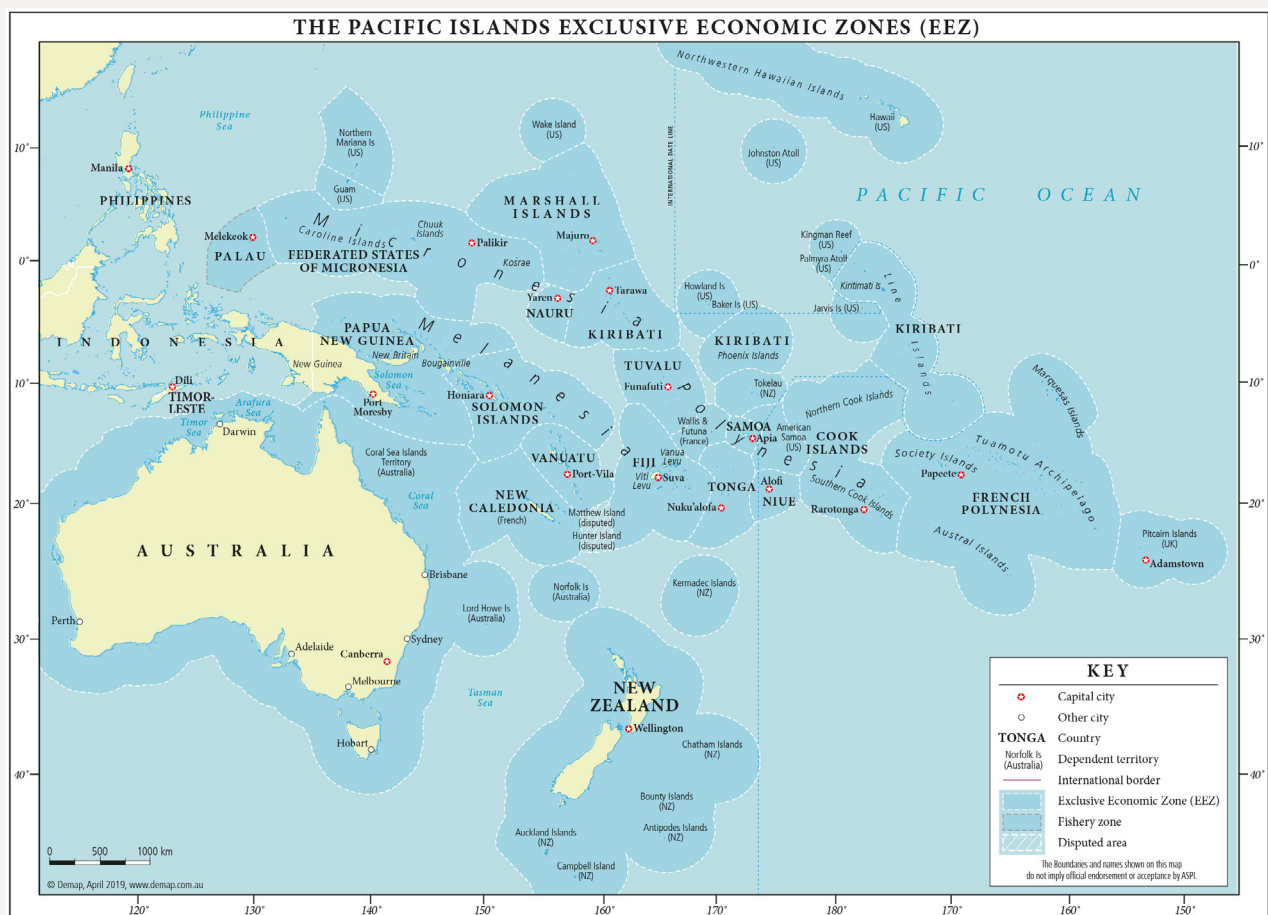 THE PACIFIC ISLANDS EXCLUSIVE ECONOMIC ZONES (EEZ)
Northwestern Hawaiian Islands
Hawaii
(US)
Philippine
Sea
Northern
Mariana Is
(US)
Wake Island
(US)
Johnston Atoll
(US)
INTERNATIONAL DATE LINE
10°
10°
Manila
PHILIPPINES
Guam
(US)
MARSHALL
ISLANDS
PACIFIC OCEAN
Micronesia
Caroline Islands
Chuuk
Islands
Melekeok
PALAU
FEDERATED STATES
OF MICRONESIA
Palikir
Majuro
Kosrae
Kingman Reef
(US)
Palmyra Atoll
(US)
0°
0°
Kiritimati Is
Line Islands
Yaren
NAURU
Tarawa
KIRIBATI
Howland Is
(US)
Baker Is (US)
Jarvis Is (US)
KIRIBATI
INDONESIA
PAPUA
NEW GUINEA
New Guinea
New Britain
Bougainville
Melanesia
KIRIBATI
Phoenix Islands
TUVALU
Funafuti
Polynesia
Tokelau
(NZ)
Marquesas Islands
10°
10°
Dili
TIMOR-
LESTE
Arafura
Sea
Timor
Sea
Solomon
Sea
Port
Moresby
Honiara
SOLOMON
ISLANDS
Northern Cook Islands
Darwin
Coral Sea Islands
Territory
(Australia)
Wallis &
Futuna
(France)
SAMOA
Apia
American
Samoa
(US)
COOK
ISLANDS
Society Islands
Tuamotu Archipelago
VANUATU
Port-Vila
FIJI
Vanua
Levu
Viti
Levu
Suva
TONGA
Nuku'alofa
Alofi
NIUE
Southern Cook Islands
Rarotonga
Papeete
FRENCH
POLYNESIA
20°
20°
Coral
Sea
NEW
CALEDONIA
(French)
Matthew Island
(disputed)
Hunter Island
(disputed)
Austral Islands
Pitcairn Islands
(UK)
Adamstown
AUSTRALIA
Brisbane
Lord Howe Is
(Australia)
Norfolk Is
(Australia)
Kermadec Islands
(NZ)
Perth
30°
30°
Adelaide
Sydney
Canberra
Melbourne
Hobart
Tasman
Sea
NEW
ZEALAND
Wellington
Chatham Islands
(NZ)
Bounty Islands
(NZ)
Antipodes Islands
(NZ)
Auckland Islands
(NZ)
Campbell Island
(NZ)
40°
40°
KEY
Capital city
Other city
TONGA Country
Norfolk Is
(Australia)
Dependent territory
International border
Exclusive Economic Zone (EEZ)
Fishery zone
Disputed area
The Boundaries and names shown on this map
do not imply official endorsement or acceptance by ASPI.
0 500 1000 km
© Demap, April 2019, www.demap.com.au
120° 130° 140° 150° 160° 170° 180° 170° 160° 150°